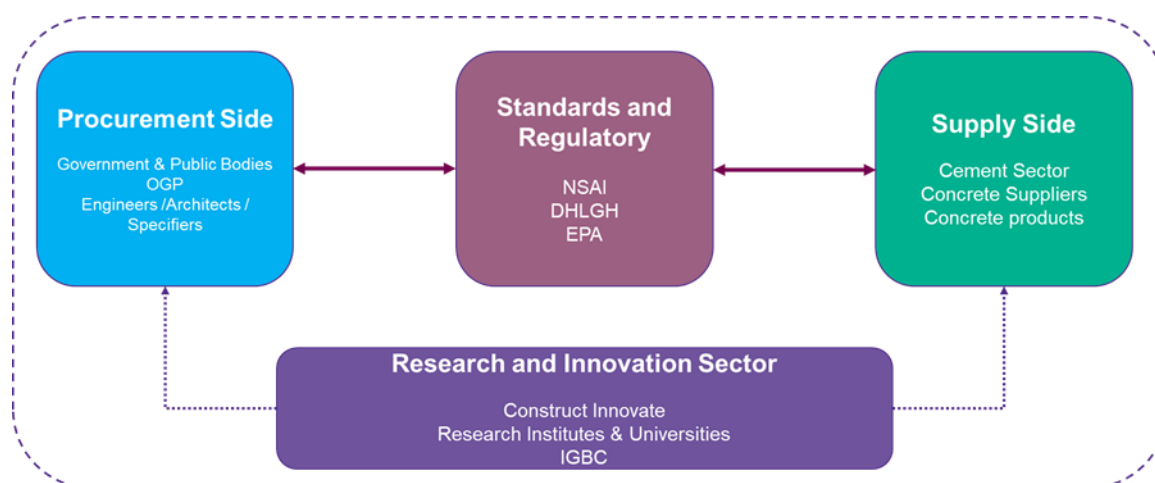 Procurement Side
Government & Public Bodies
OGP
Engineers /Architects /
Specifiers
Standards and
Regulatory
NSAI
DHLGH
EPA
Supply Side
Cement Sector
Concrete Suppliers
Concrete products
Research and Innovation Sector
Construct Innovate
Research Institutes & Universities
IGBC